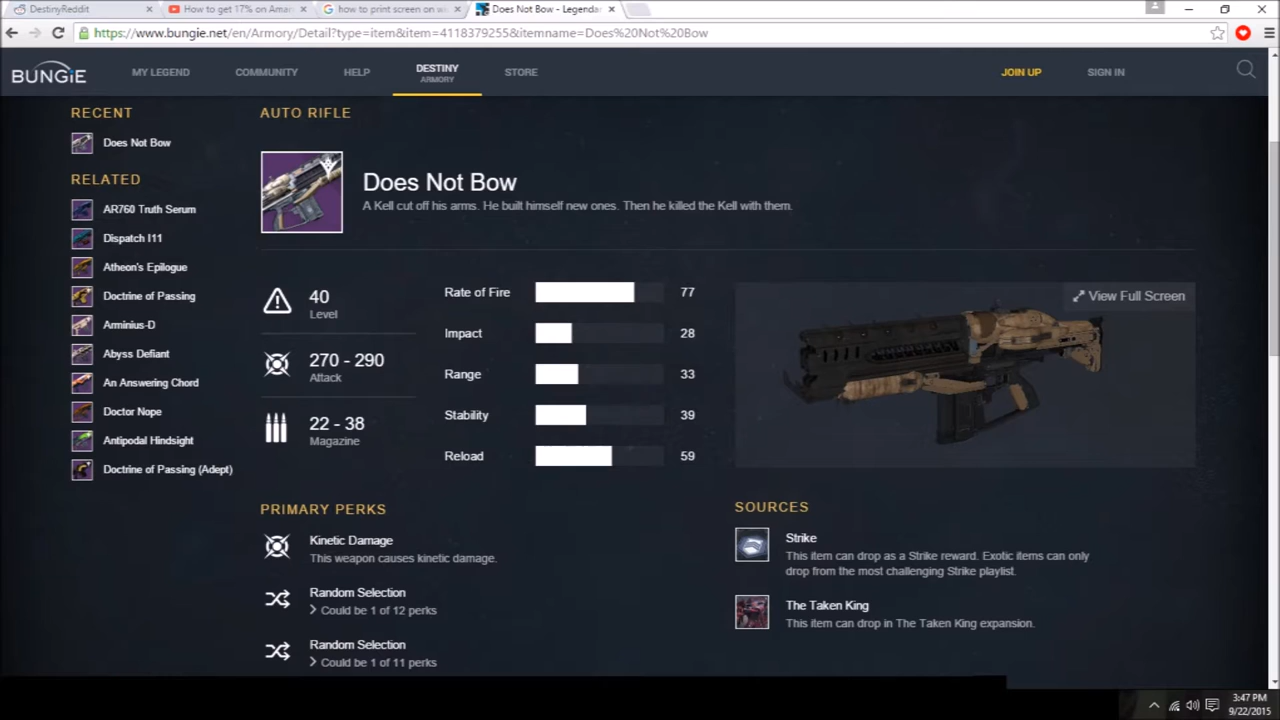 DestinyReddit
How to get 17% on Amaz
how to print screen on wi
Does Not Bow - Legenda
https://www.bungie.net/en/Armory/Detail?type=item&item=4118379255&itemname=Does%20Not%20Bow
BUNGiE
MY LEGEND
COMMUNITY
HELP
DESTINY
ARMORY
STORE
JOIN UP
SIGN IN
RECENT
Does Not Bow
RELATED
AR760 Truth Serum
Dispatch I11
Atheon's Epilogue
Doctrine of Passing
Arminius-D
Abyss Defiant
An Answering Chord
Doctor Nope
Antipodal Hindsight
Doctrine of Passing (Adept)
AUTO RIFLE
Does Not Bow
A Kell cut off his arms. He built himself new ones. Then he killed the Kell with them.
40
Level
270 - 290
Attack
22 - 38
Magazine
Rate of Fire 77
Impact 28
Range 33
Stability 39
Reload 59
View Full Screen
PRIMARY PERKS
Kinetic Damage
This weapon causes kinetic damage.
Random Selection
> Could be 1 of 12 perks
Random Selection
> Could be 1 of 11 perks
SOURCES
Strike
This item can drop as a Strike reward. Exotic items can only
drop from the most challenging Strike playlist.
The Taken King
This item can drop in The Taken King expansion.
3:47 PM
9/22/2015